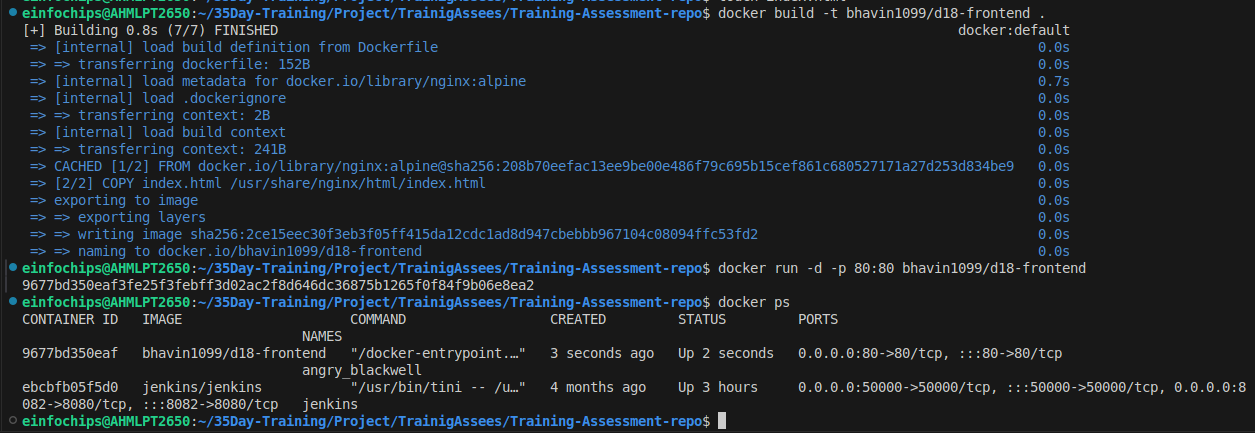 einfochips@AHMLPT2650:~/35Day-Training/Project/TrainigAssees/Training-Assessment-repo$ docker build -t bhavin1099/d18-frontend .
[+] Building 0.8s (7/7) FINISHED docker:default
=> [internal] load build definition from Dockerfile 0.0s
=> => transferring dockerfile: 152B 0.0s
=> [internal] load metadata for docker.io/library/nginx:alpine 0.7s
=> [internal] load .dockerignore 0.0s
=> => transferring context: 2B 0.0s
=> [internal] load build context 0.0s
=> => transferring context: 241B 0.0s
=> CACHED [1/2] FROM docker.io/library/nginx:alpine@sha256:208b70eefac13ee9be00e486f79c695b15cef861c680527171a27d253d834be9 0.0s
=> [2/2] COPY index.html /usr/share/nginx/html/index.html 0.0s
=> exporting to image 0.0s
=> => exporting layers 0.0s
=> => writing image sha256:2ce15eec30f3eb3f05ff415da12cdc1ad8d947cbebbb967104c08094ffc53fd2 0.0s
=> => naming to docker.io/bhavin1099/d18-frontend 0.0s
einfochips@AHMLPT2650:~/35Day-Training/Project/TrainigAssees/Training-Assessment-repo$ docker run -d -p 80:80 bhavin1099/d18-frontend
9677bd350eaf3fe25f3febff3d02ac2f8d646dc36875b1265f0f84f9b06e8ea2
einfochips@AHMLPT2650:~/35Day-Training/Project/TrainigAssees/Training-Assessment-repo$ docker ps
CONTAINER ID IMAGE COMMAND CREATED STATUS PORTS
NAMES
9677bd350eaf bhavin1099/d18-frontend "/docker-entrypoint.…" 3 seconds ago Up 2 seconds 0.0.0.0:80->80/tcp, :::80->80/tcp
angry_blackwell
ebcbfb05f5d0 jenkins/jenkins "/usr/bin/tini -- /u…" 4 months ago Up 3 hours 0.0.0.0:50000->50000/tcp, :::50000->50000/tcp, 0.0.0.0:8
082->8080/tcp, :::8082->8080/tcp jenkins
einfochips@AHMLPT2650:~/35Day-Training/Project/TrainigAssees/Training-Assessment-repo$